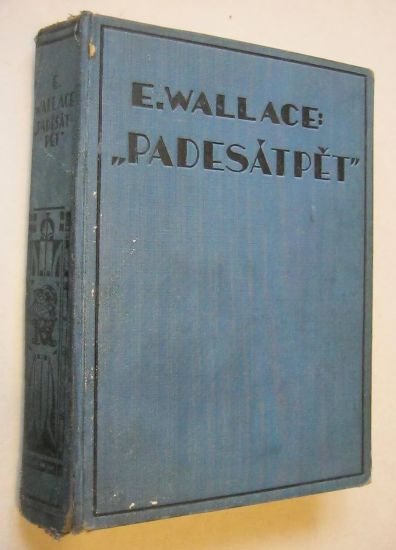 E. WALLACE:
„PADESÁTPĚT"
E.
WALLACE:
„PADESÁT
PĚT"